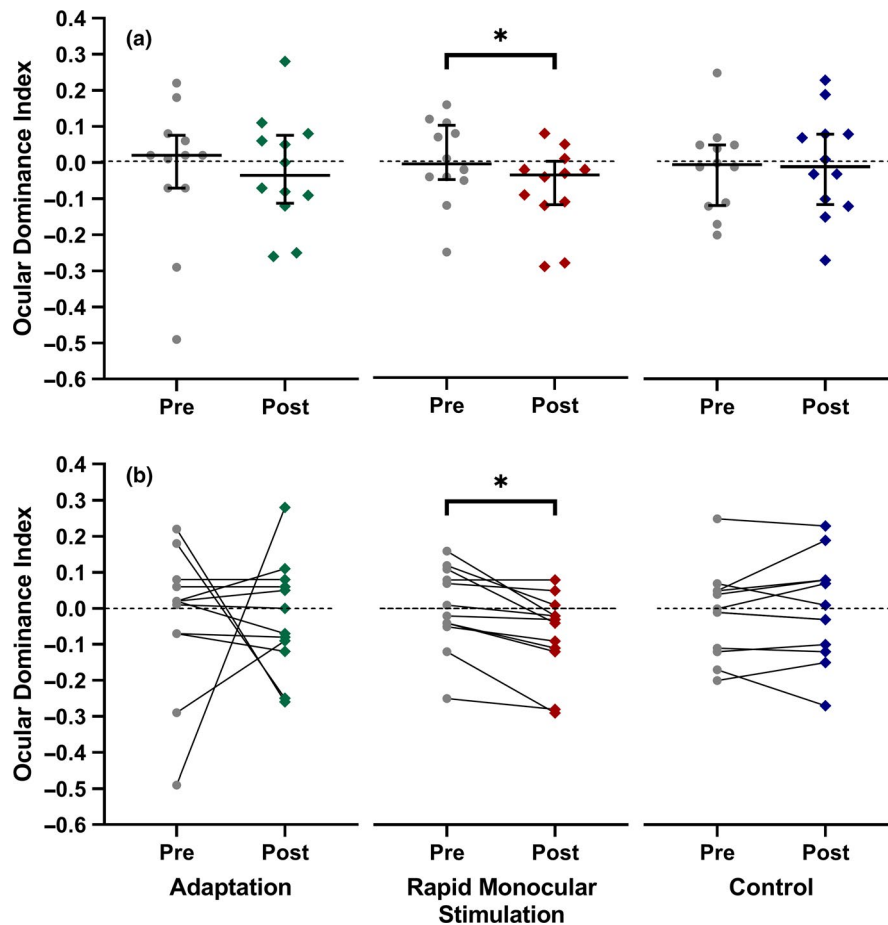 (a)
*
Ocular Dominance Index
0.4
0.3
0.2
0.1
0.0
−0.1
−0.2
−0.3
−0.4
−0.5
−0.6
Pre Post Pre Post Pre Post
(b)
*
Ocular Dominance Index
0.4
0.3
0.2
0.1
0.0
−0.1
−0.2
−0.3
−0.4
−0.5
−0.6
Pre Post Pre Post Pre Post
Adaptation
Rapid Monocular
Stimulation
Control